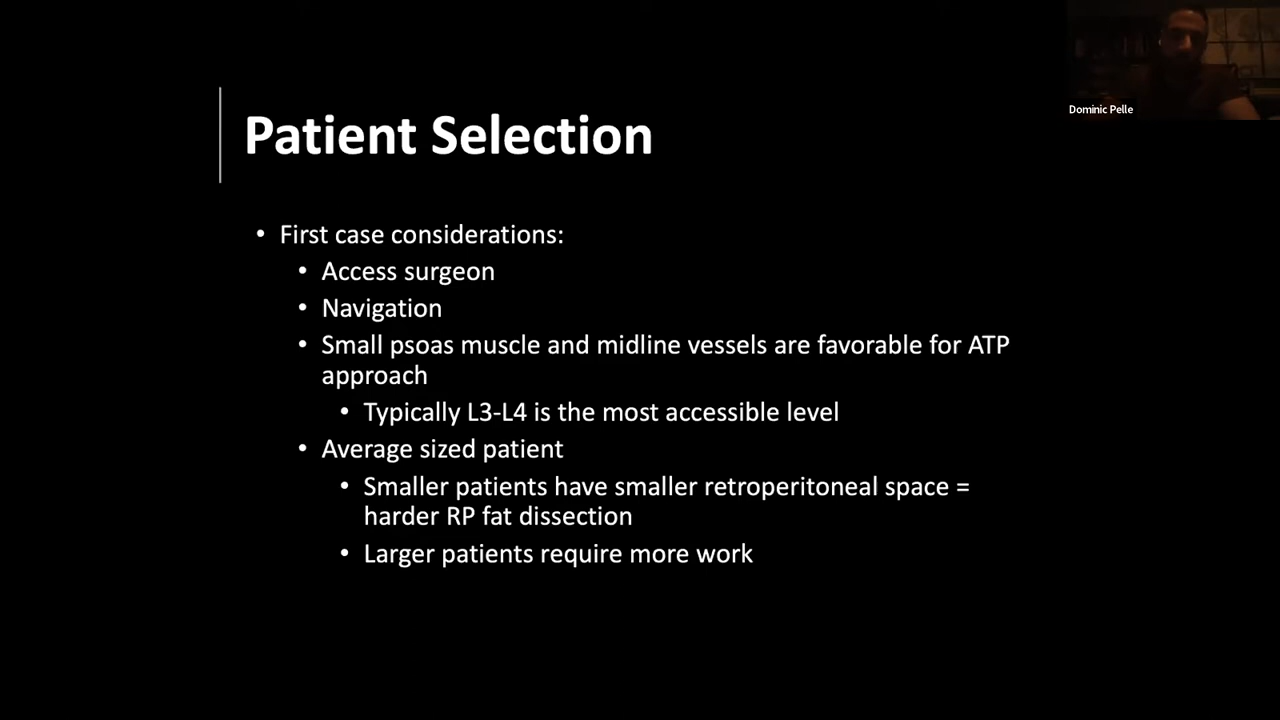 Dominic Pelle
Patient Selection
• First case considerations:
• Access surgeon
• Navigation
• Small psoas muscle and midline vessels are favorable for ATP
approach
• Typically L3-L4 is the most accessible level
• Average sized patient
• Smaller patients have smaller retroperitoneal space =
harder RP fat dissection
• Larger patients require more work